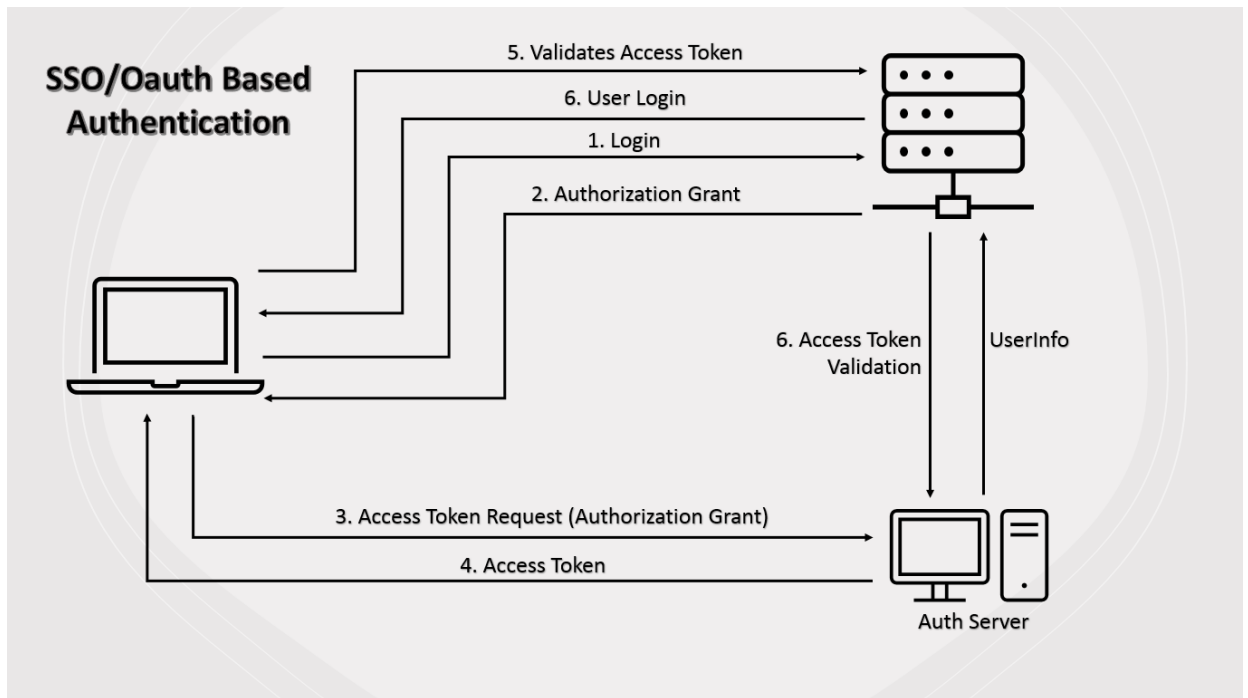 SSO/Oauth Based
Authentication
5. Validates Access Token
6. User Login
1. Login
2. Authorization Grant
6. Access Token
Validation
UserInfo
3. Access Token Request (Authorization Grant)
4. Access Token
Auth Server